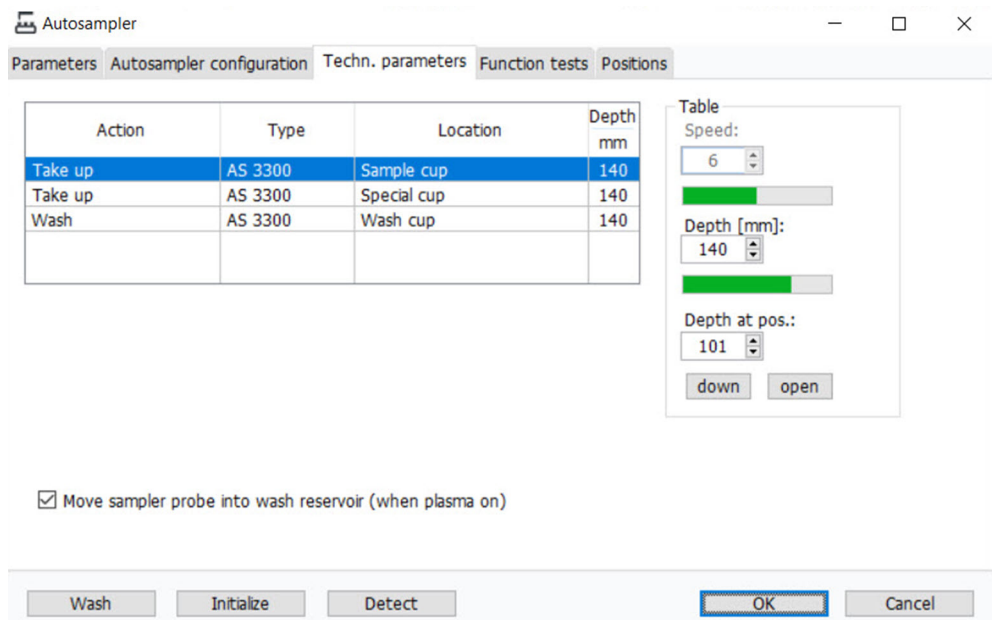 Autosampler
Parameters Autosampler configuration Techn. parameters Function tests Positions
Action Type Location Depth mm
Take up AS 3300 Sample cup 140
Take up AS 3300 Special cup 140
Wash AS 3300 Wash cup 140
Table
Speed:
6
Depth [mm]:
140
Depth at pos.:
101
down open
Move sampler probe into wash reservoir (when plasma on)
Wash Initialize Detect OK Cancel